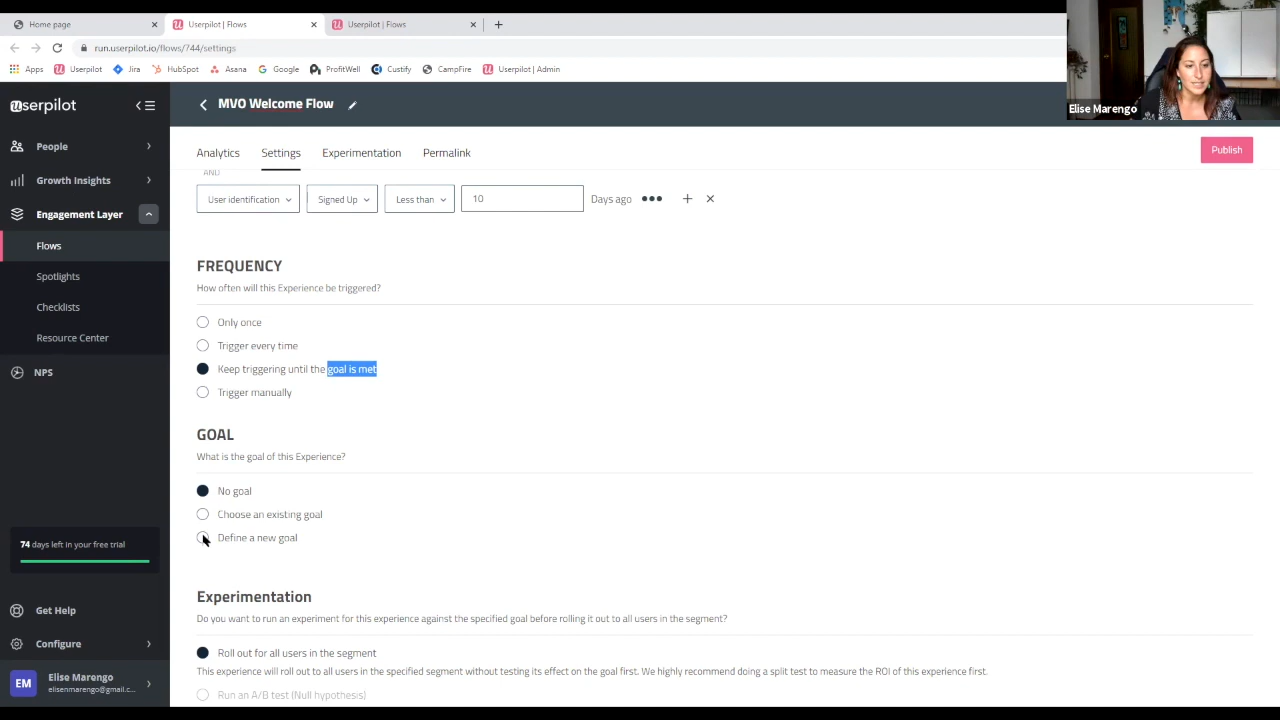 Home page
Userpilot | Flows
Userpilot | Flows
run.userpilot.io/flows/744/settings
Apps
Userpilot
Jira
HubSpot
Asana
Google
ProfitWell
Custify
CampFire
Userpilot | Admin
Elise Marengo
userpilot
MVO Welcome Flow
People
Growth Insights
Engagement Layer
Flows
Spotlights
Checklists
Resource Center
NPS
74 days left in your free trial
Get Help
Configure
EM
Elise Marengo
elisenmarengo@gmail.c...
Analytics
Settings
Experimentation
Permalink
Publish
AND
User identification
Signed Up
Less than
10
Days ago
FREQUENCY
How often will this Experience be triggered?
Only once
Trigger every time
Keep triggering until the goal is met
Trigger manually
GOAL
What is the goal of this Experience?
No goal
Choose an existing goal
Define a new goal
Experimentation
Do you want to run an experiment for this experience against the specified goal before rolling it out to all users in the segment?
Roll out for all users in the segment
This experience will roll out to all users in the specified segment without testing its effect on the goal first. We highly recommend doing a split test to measure the ROI of this experience first.
Run an A/B test (Null hypothesis)